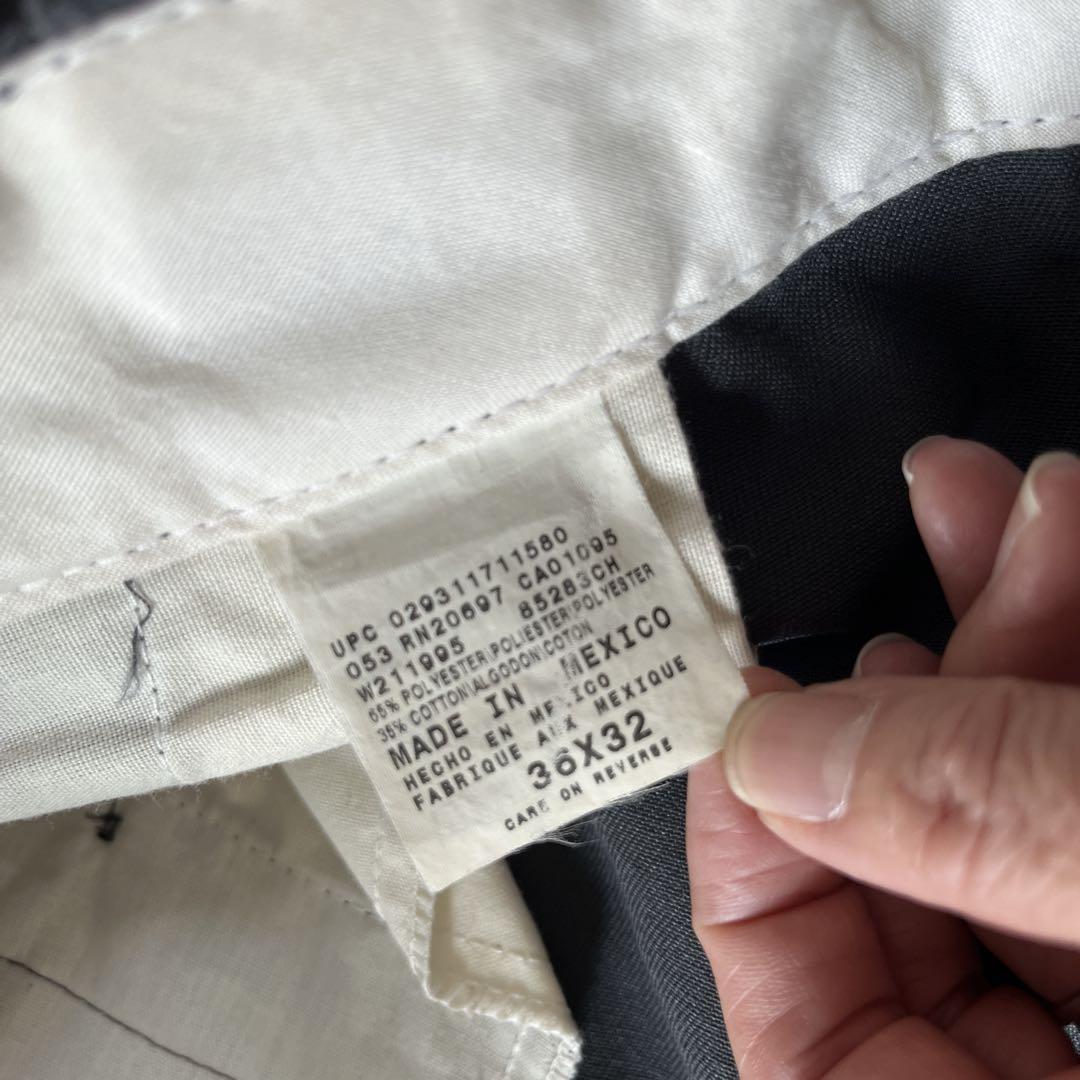 UPC 029311711580
053 RN20697 CA01095
W211995 85283CH
65% POLYESTER|POLIESTER|POLYESTER
35% COTTON|ALGODON|COTON
MADE IN MEXICO
HECHO EN MEXICO
FABRIQUE AUX MEXIQUE
36X32
CARE ON REVERSE